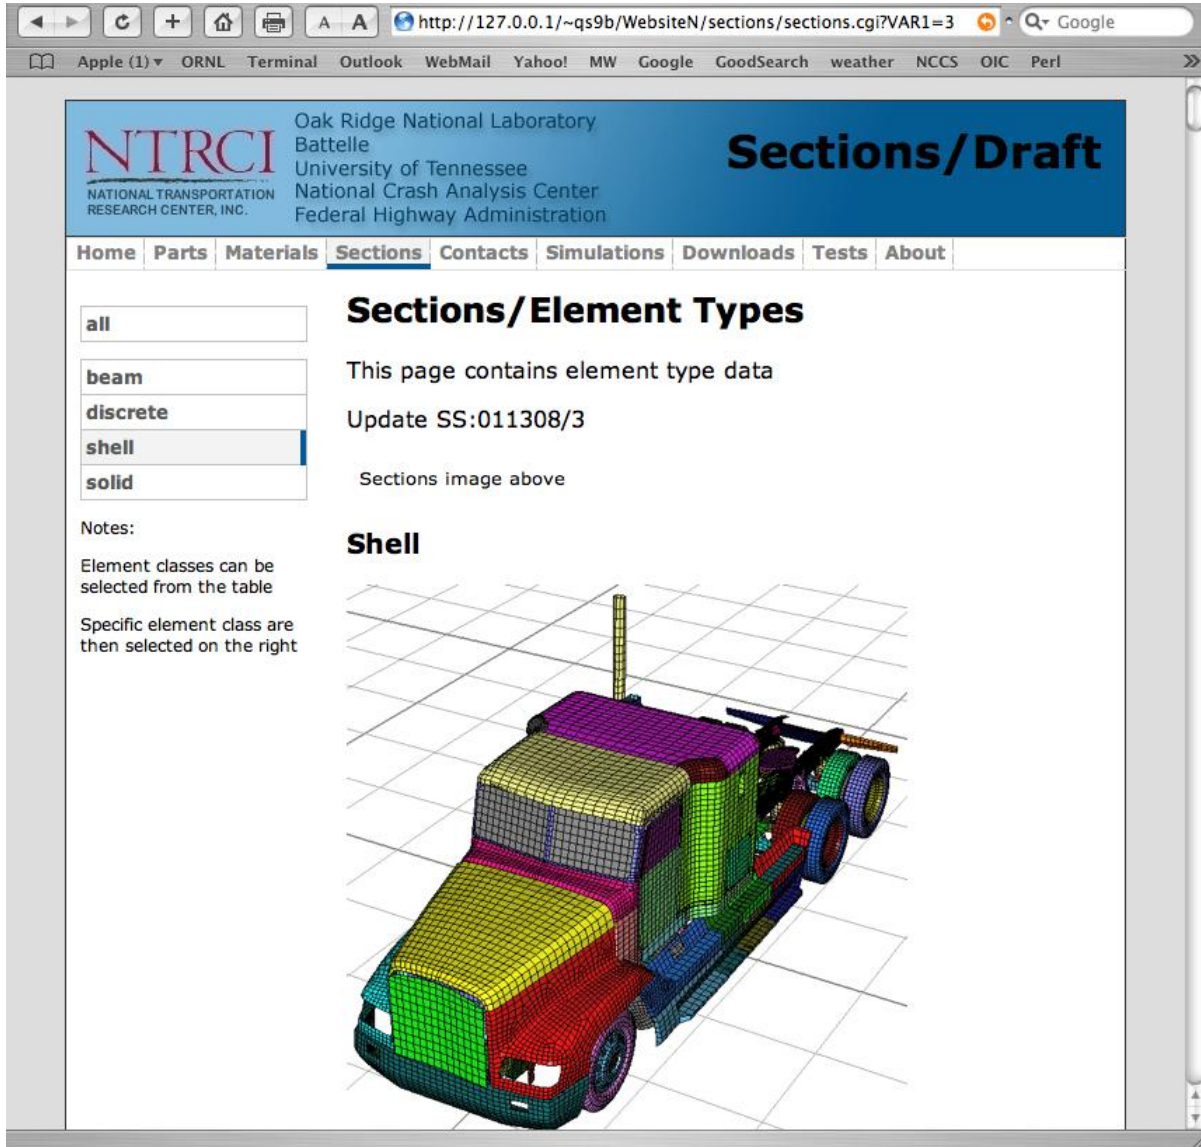 A A http://127.0.0.1/~qs9b/WebsiteN/sections/sections.cgi?VAR1=3 Google
Apple (1) ORNL Terminal Outlook WebMail Yahoo! MW Google GoodSearch weather NCCS OIC Perl
NTRCI
NATIONAL TRANSPORTATION
RESEARCH CENTER, INC.
Oak Ridge National Laboratory
Battelle
University of Tennessee
National Crash Analysis Center
Federal Highway Administration
Sections/Draft
Home Parts Materials Sections Contacts Simulations Downloads Tests About
all
beam
discrete
shell
solid
Notes:
Element classes can be
selected from the table
Specific element class are
then selected on the right
Sections/Element Types
This page contains element type data
Update SS:011308/3
Sections image above
Shell